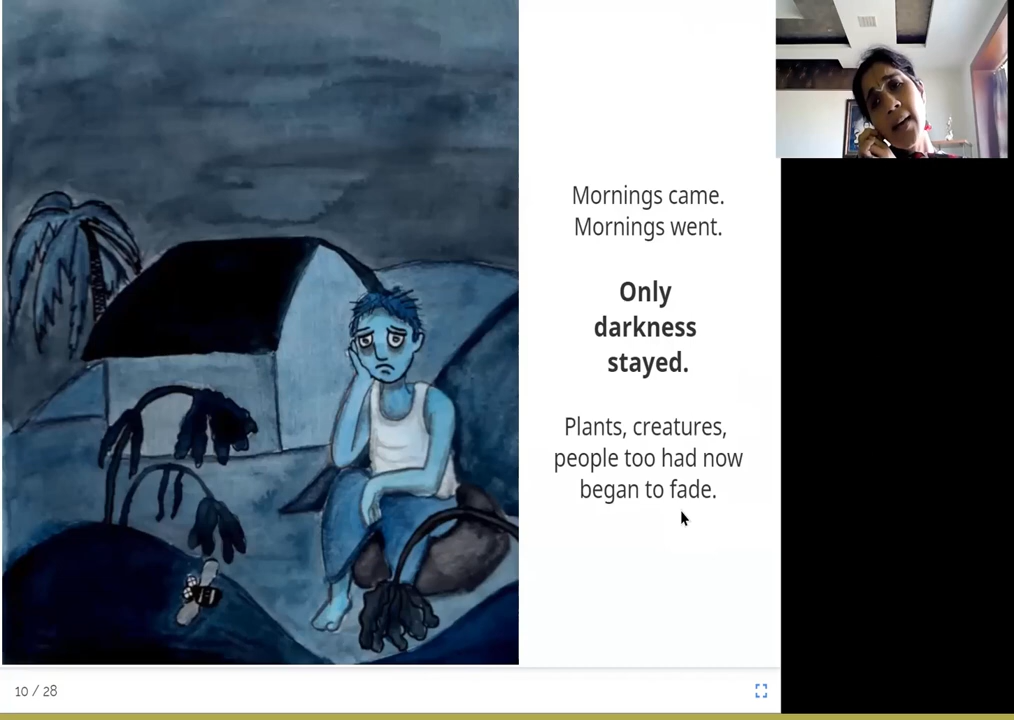 Mornings came.
Mornings went.
Only
darkness
stayed.
Plants, creatures,
people too had now
began to fade.
10 / 28